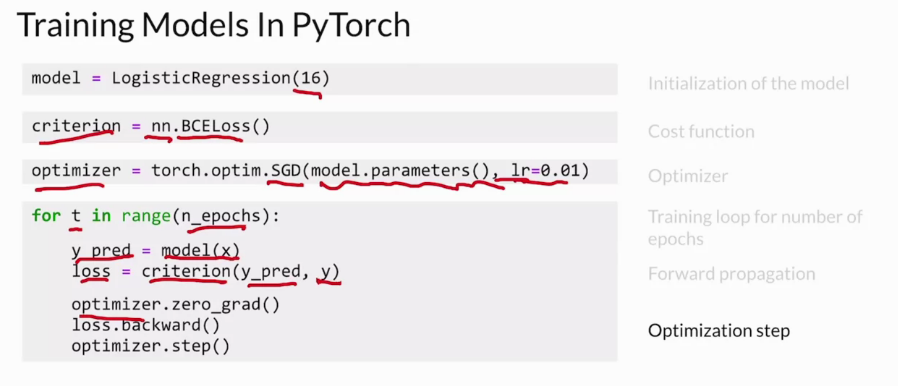 Training Models In PyTorch
model = LogisticRegression(16)
Initialization of the model
criterion = nn.BCELoss()
Cost function
optimizer = torch.optim.SGD(model.parameters(), lr=0.01)
Optimizer
for t in range(n_epochs):
Training loop for number of
epochs
y_pred = model(x)
loss = criterion(y_pred, y)
Forward propagation
optimizer.zero_grad()
loss.backward()
optimizer.step()
Optimization step